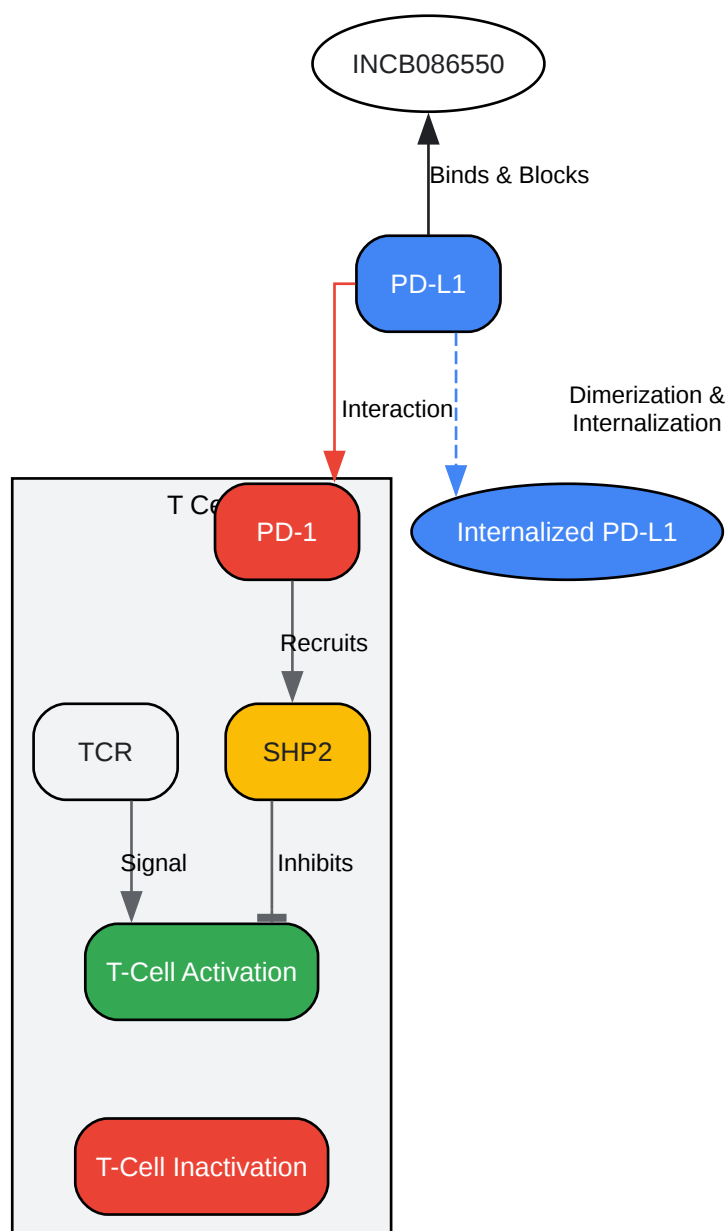 INCB086550
Binds & Blocks
PD-L1
Interaction
Dimerization &
Internalization
T Ce
PD-1
Internalized PD-L1
Recruits
TCR
SHP2
Signal
Inhibits
T-Cell Activation
T-Cell Inactivation